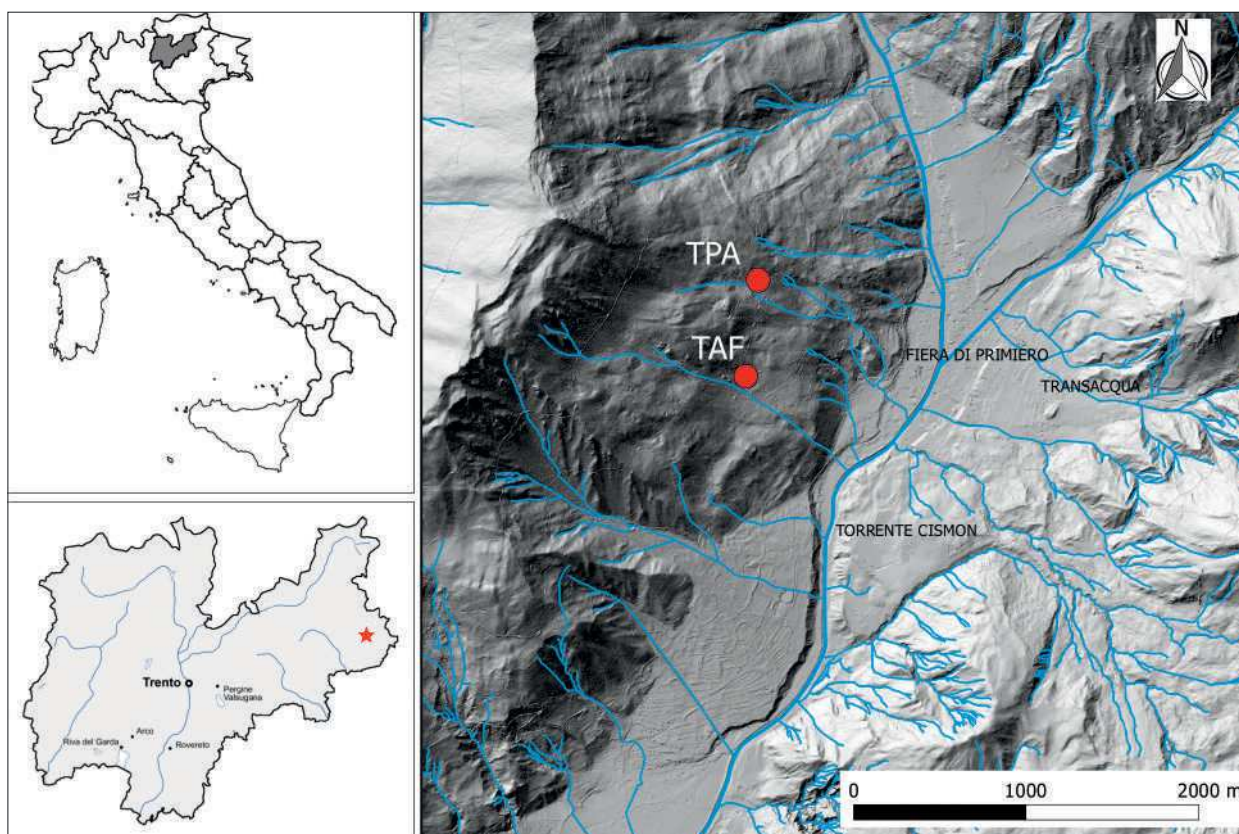 N
TPA
TAF
FIERA DI PRIMIERO
TRANSACQUA
TORRENTE CISMON
Trento
Pergine
Valsugana
Arco
Riva del Garda
Rovereto
0 1000 2000 m